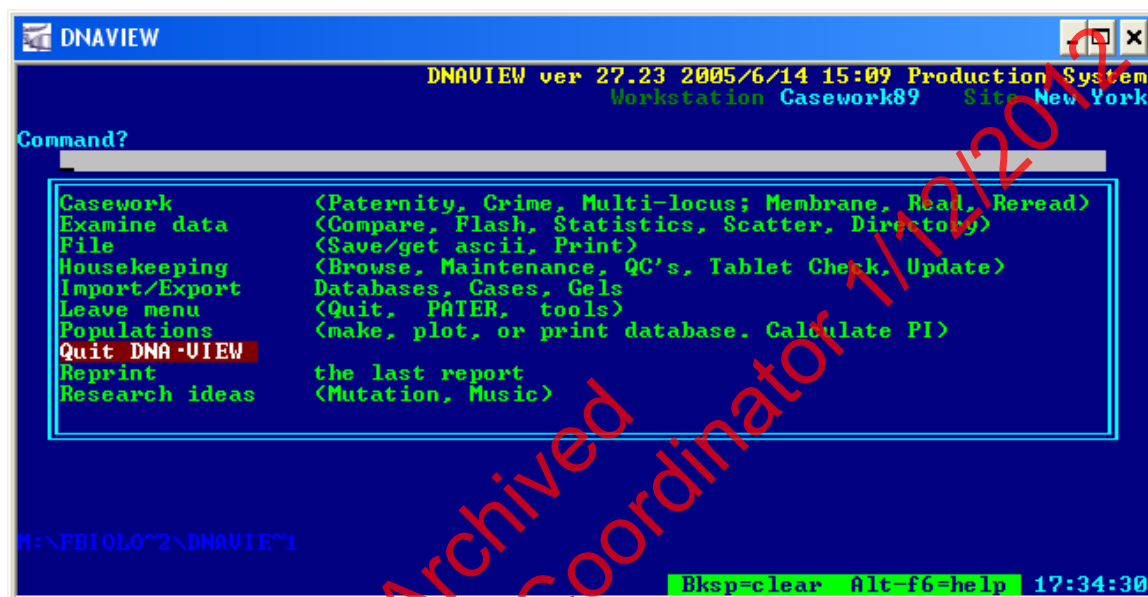 DNAVIEW
DNAVIEW ver 27.23 2005/6/14 15:09 Production System
Workstation Casework89 Site New York
Command?
Casework (Paternity, Crime, Multi-locus; Membrane, Read, Reread)
Examine data (Compare, Flash, Statistics, Scatter, Directory)
File (Save/get ascii, Print)
Housekeeping (Browse, Maintenance, QC's, Tablet Check, Update)
Import/Export Databases, Cases, Gels
Leave menu (Quit, PATER, tools)
Populations (make, plot, or print database. Calculate PI)
Quit DNA·VIEW
Reprint the last report
Research ideas (Mutation, Music)
M:\FBIOLO~2\DNAVIE~1
Bksp=clear Alt-f6=help 17:34:30
Archived
Coordinator 1/12/2012